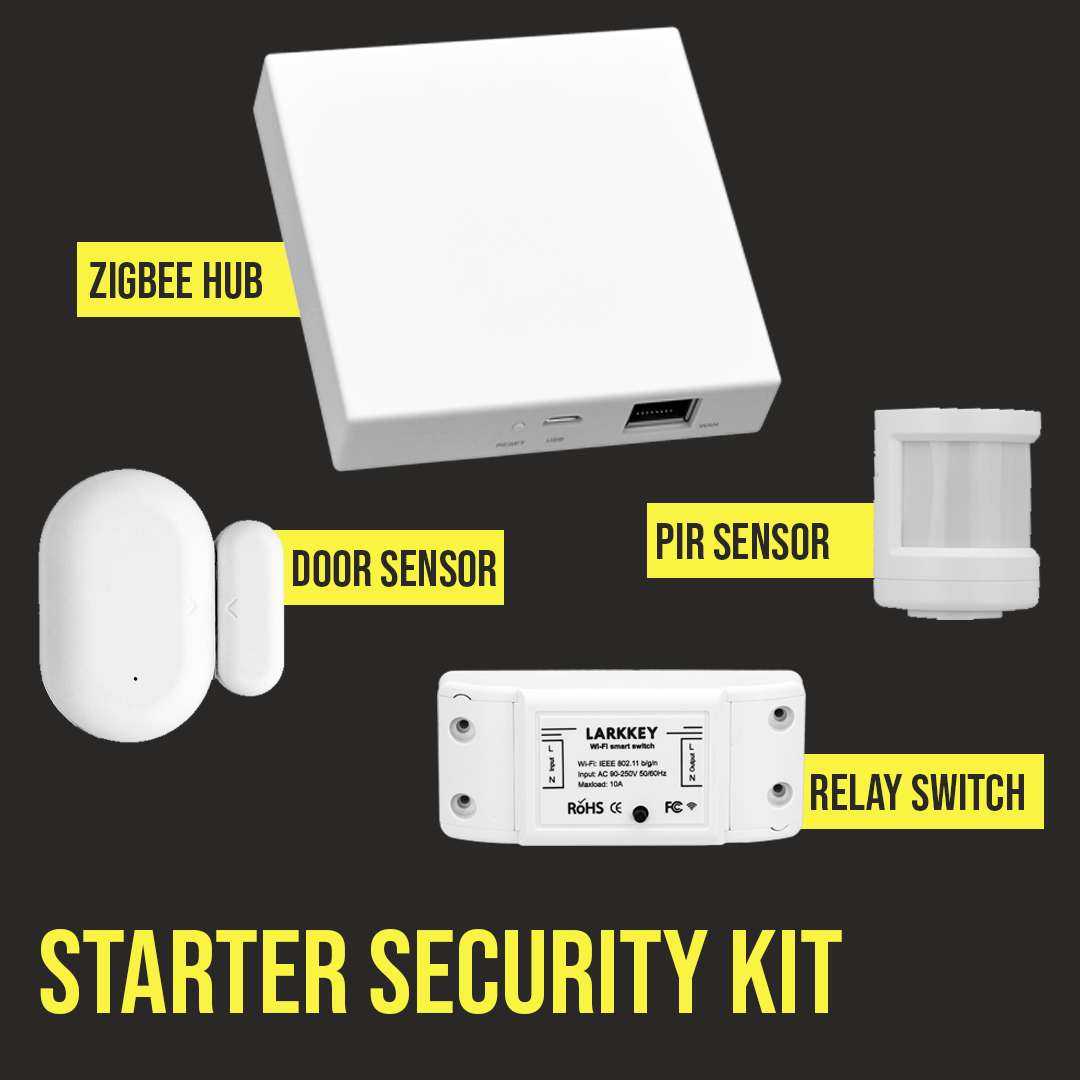 ZIGBEE HUB
RESET
USB
WAN
DOOR SENSOR
PIR SENSOR
LARKKEY
Wi-Fi smart switch
N Input L
Wi-Fi: IEEE 802.11 b/g/n
Input: AC 90-250V 50/60Hz
Maxload: 10A
N Output L
RoHS CE FC
RELAY SWITCH
STARTER SECURITY KIT